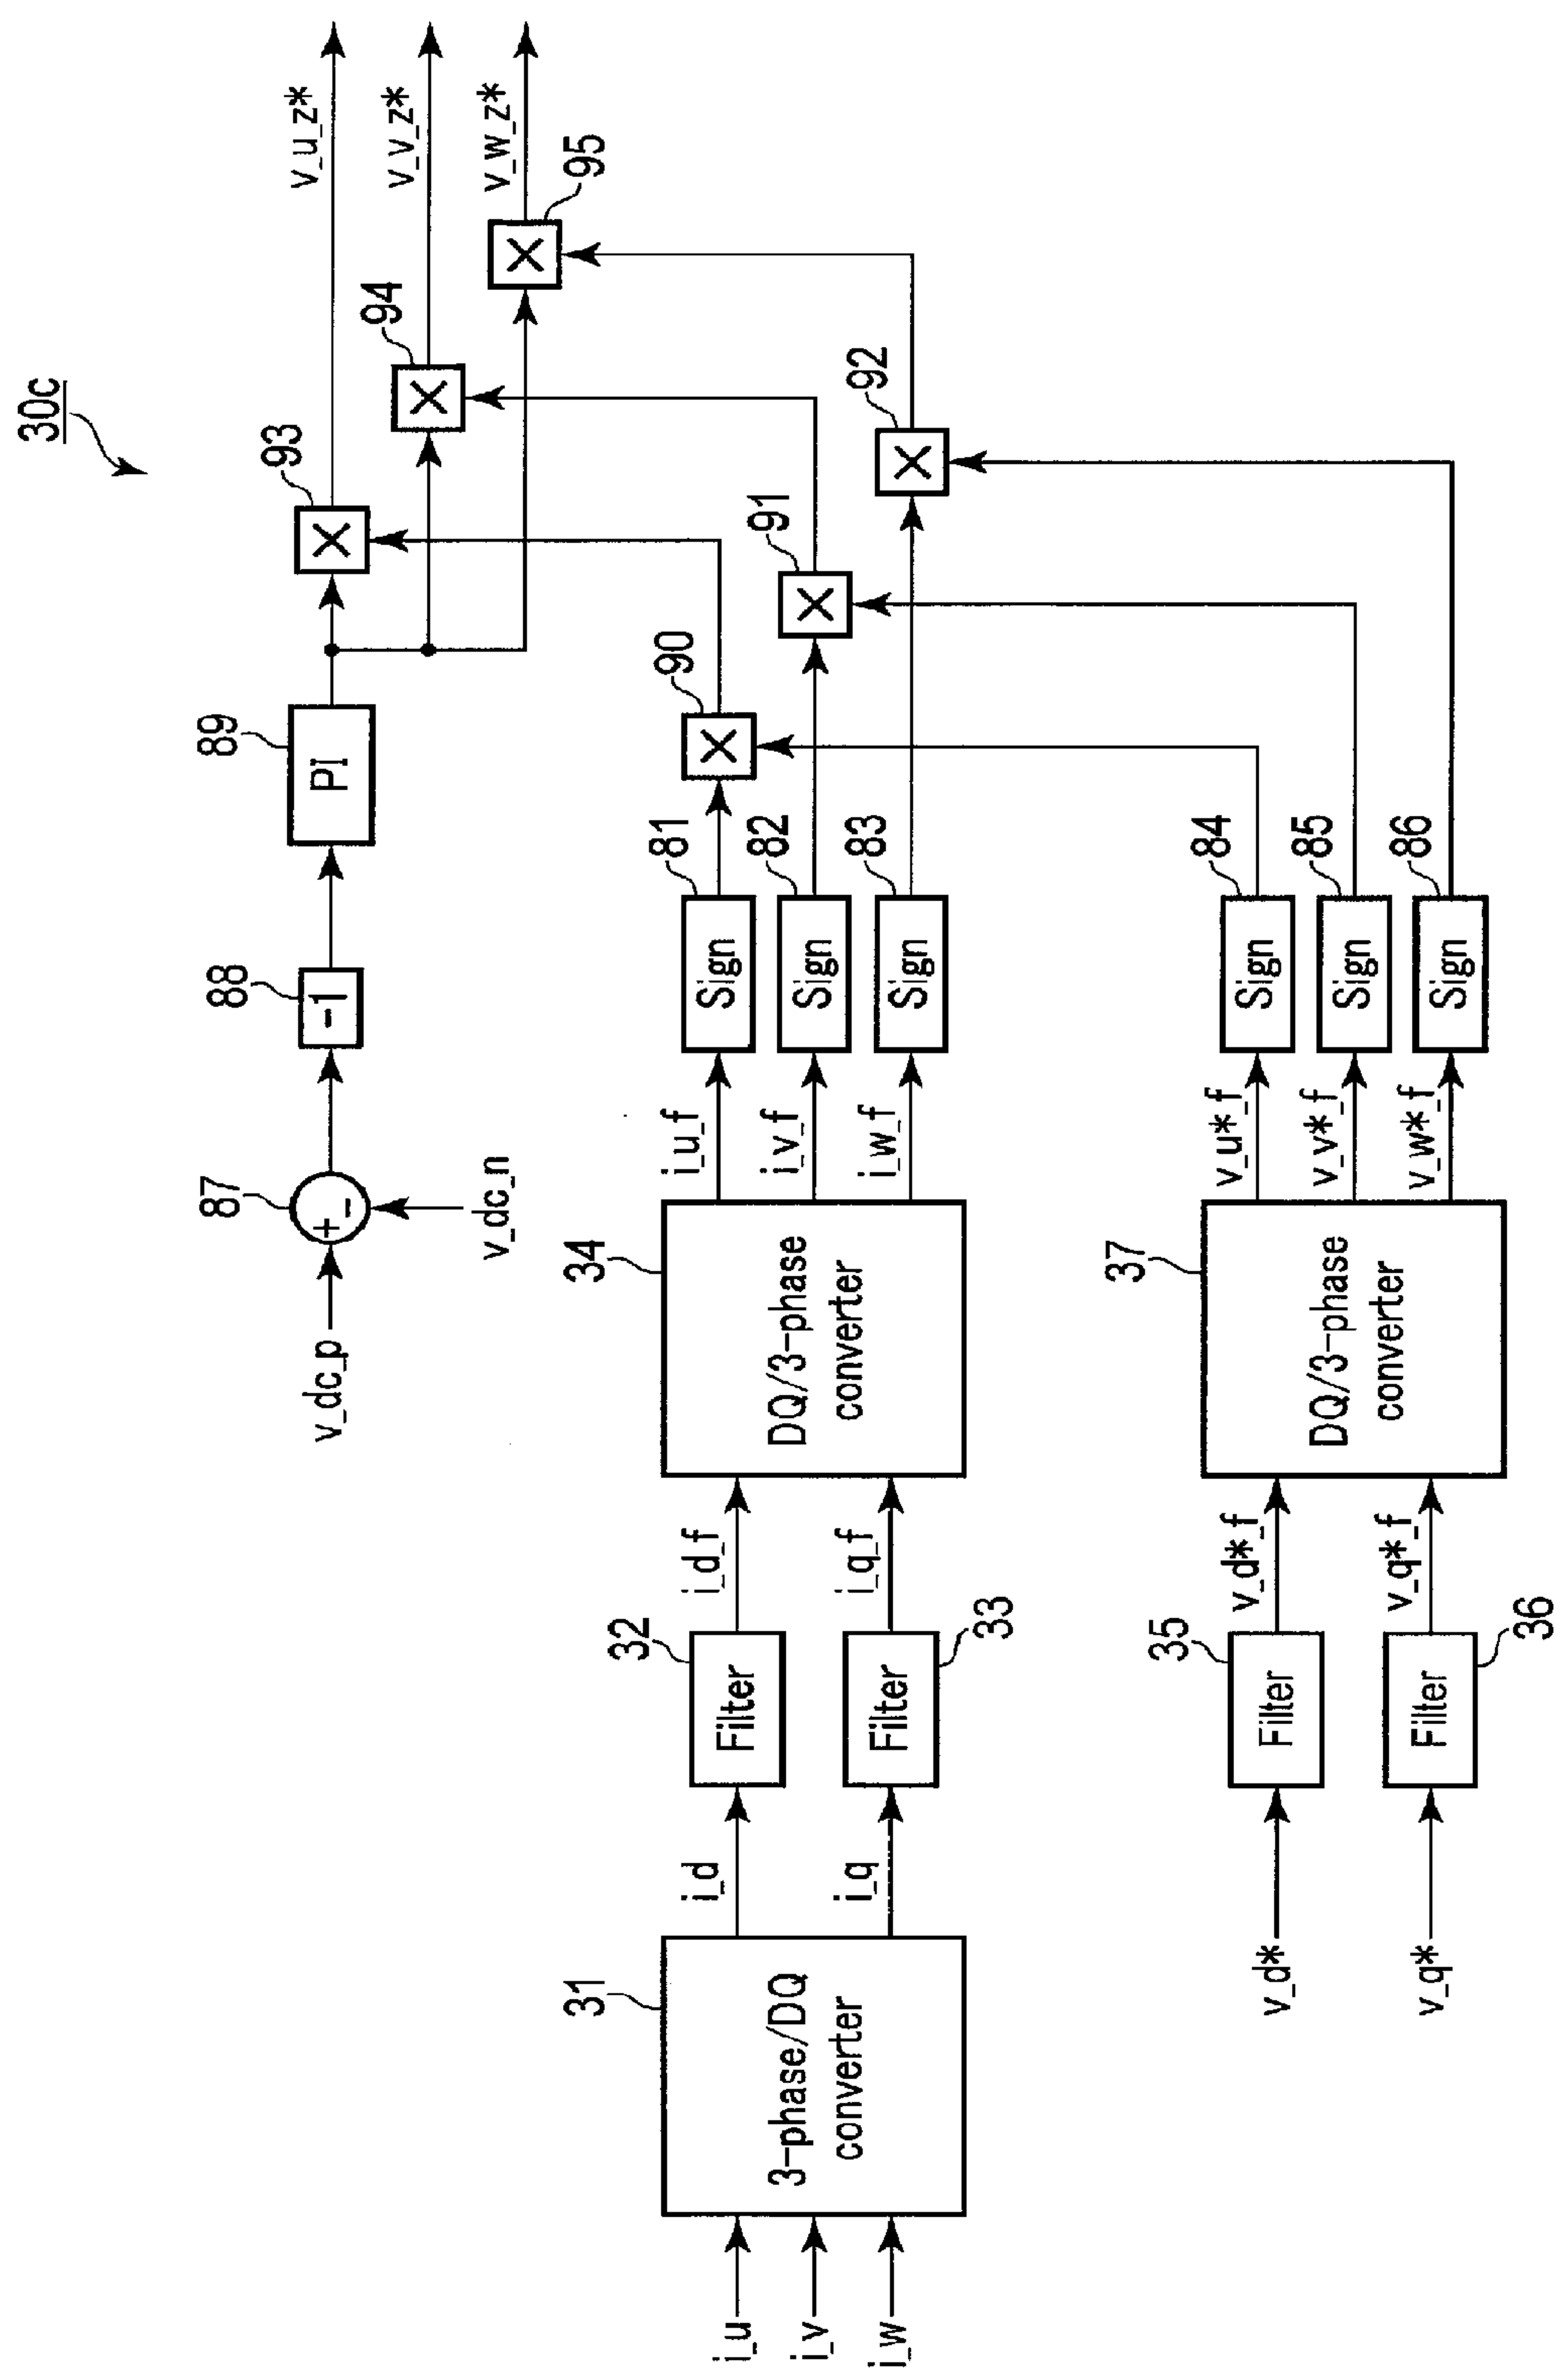 30c
87
88
89
93
94
95
v_dc_p
+
−
v_dc_n
-1
PI
×
×
×
v_u_z*
v_v_z*
v_w_z*
31
32
33
34
81
82
83
90
91
92
i_u
i_v
i_w
3-phase/DQ
converter
i_d
i_q
Filter
Filter
i_d_f
i_q_f
DQ/3-phase
converter
i_u_f
i_v_f
i_w_f
Sign
Sign
Sign
×
×
×
35
36
37
84
85
86
v_d*
v_q*
Filter
Filter
v_d*_f
v_q*_f
DQ/3-phase
converter
v_u*_f
v_v*_f
v_w*_f
Sign
Sign
Sign